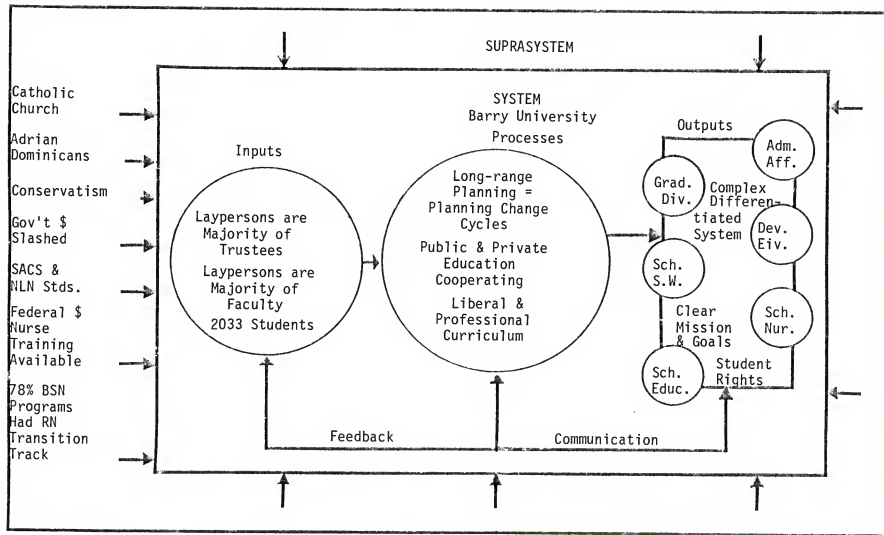 SUPRASYSTEM
Catholic
Church
Adrian
Dominicans
Conservatism
Gov't $
Slashed
SACS &
NLN Stds.
Federal $
Nurse
Training
Available
78% BSN
Programs
Had RN
Transition
Track
SYSTEM
Barry University
Inputs
Laypersons are
Majority of
Trustees
Laypersons are
Majority of
Faculty
2033 Students
Processes
Long-range
Planning =
Planning Change
Cycles
Public & Private
Education
Cooperating
Liberal &
Professional
Curriculum
Outputs
Adm.
Aff.
Grad.
Div.
Complex
Differen-
tiated
System
Dev.
Eiv.
Sch.
S.W.
Clear
Mission
& Goals
Sch.
Nur.
Sch.
Educ.
Student
Rights
Feedback
Communication